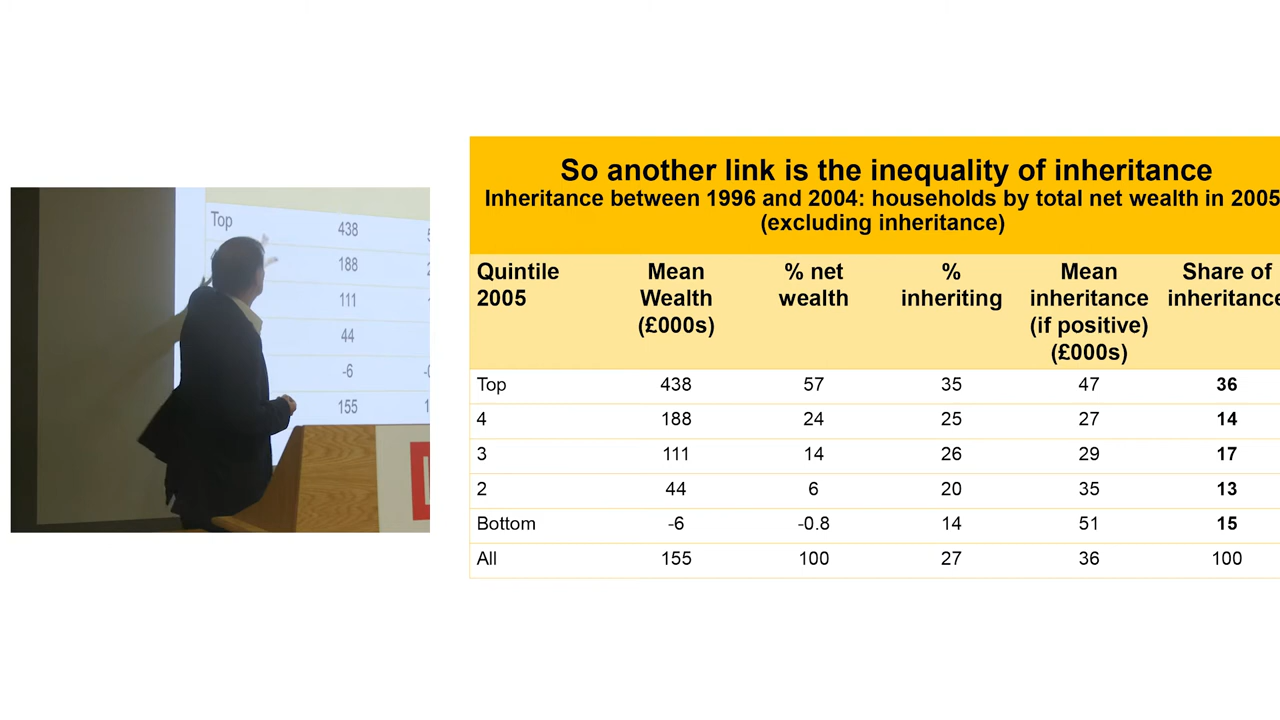 So another link is the inequality of inheritance
Inheritance between 1996 and 2004: households by total net wealth in 2005
(excluding inheritance)
Quintile 2005 Mean Wealth (£000s) % net wealth % inheriting Mean inheritance (if positive) (£000s) Share of inheritance
Top 438 57 35 47 36
4 188 24 25 27 14
3 111 14 26 29 17
2 44 6 20 35 13
Bottom -6 -0.8 14 51 15
All 155 100 27 36 100
Top 438
188
111
44
-6
155